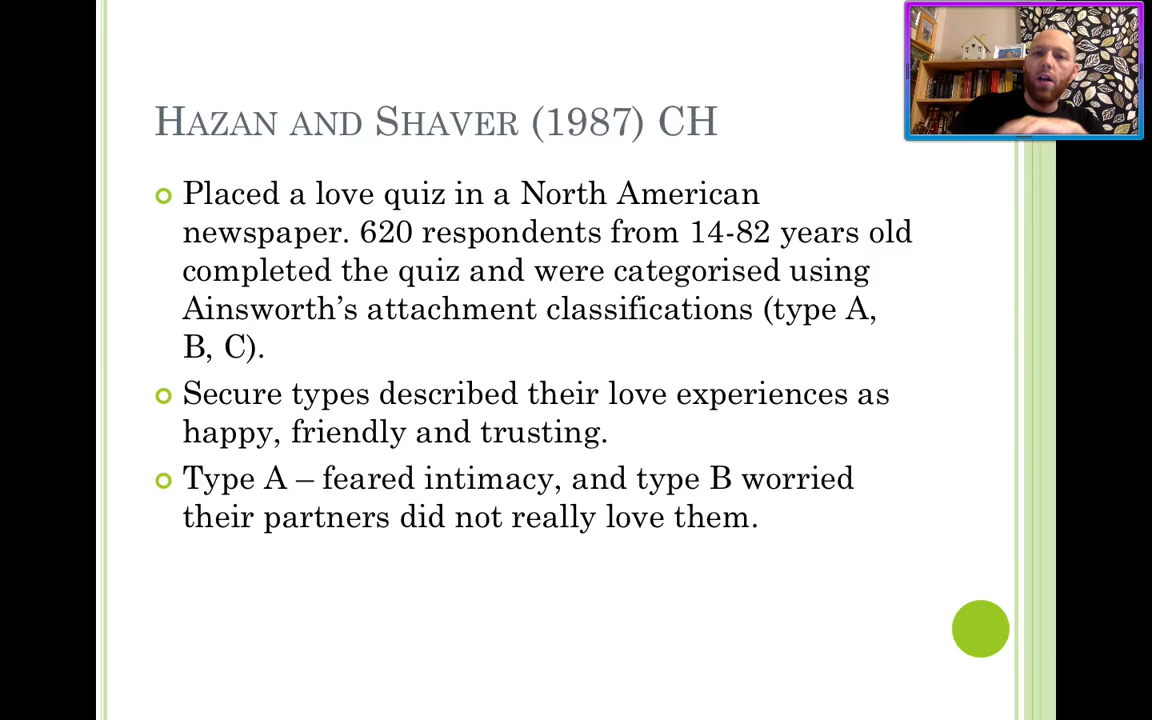 HAZAN AND SHAVER (1987) CH
Placed a love quiz in a North American
newspaper. 620 respondents from 14-82 years old
completed the quiz and were categorised using
Ainsworth’s attachment classifications (type A,
B, C).
Secure types described their love experiences as
happy, friendly and trusting.
Type A – feared intimacy, and type B worried
their partners did not really love them.